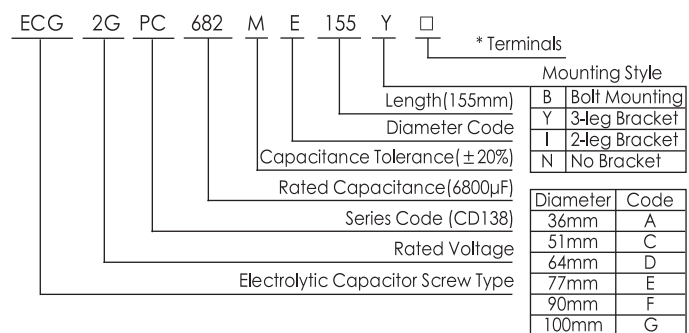 ECG 2G PC 682 M E 155 Y □
* Terminals
Mounting Style
B Bolt Mounting
Y 3-leg Bracket
I 2-leg Bracket
N No Bracket
Length(155mm)
Diameter Code
Capacitance Tolerance(±20%)
Rated Capacitance(6800μF)
Series Code (CD138)
Rated Voltage
Electrolytic Capacitor Screw Type
Diameter Code
36mm A
51mm C
64mm D
77mm E
90mm F
100mm G